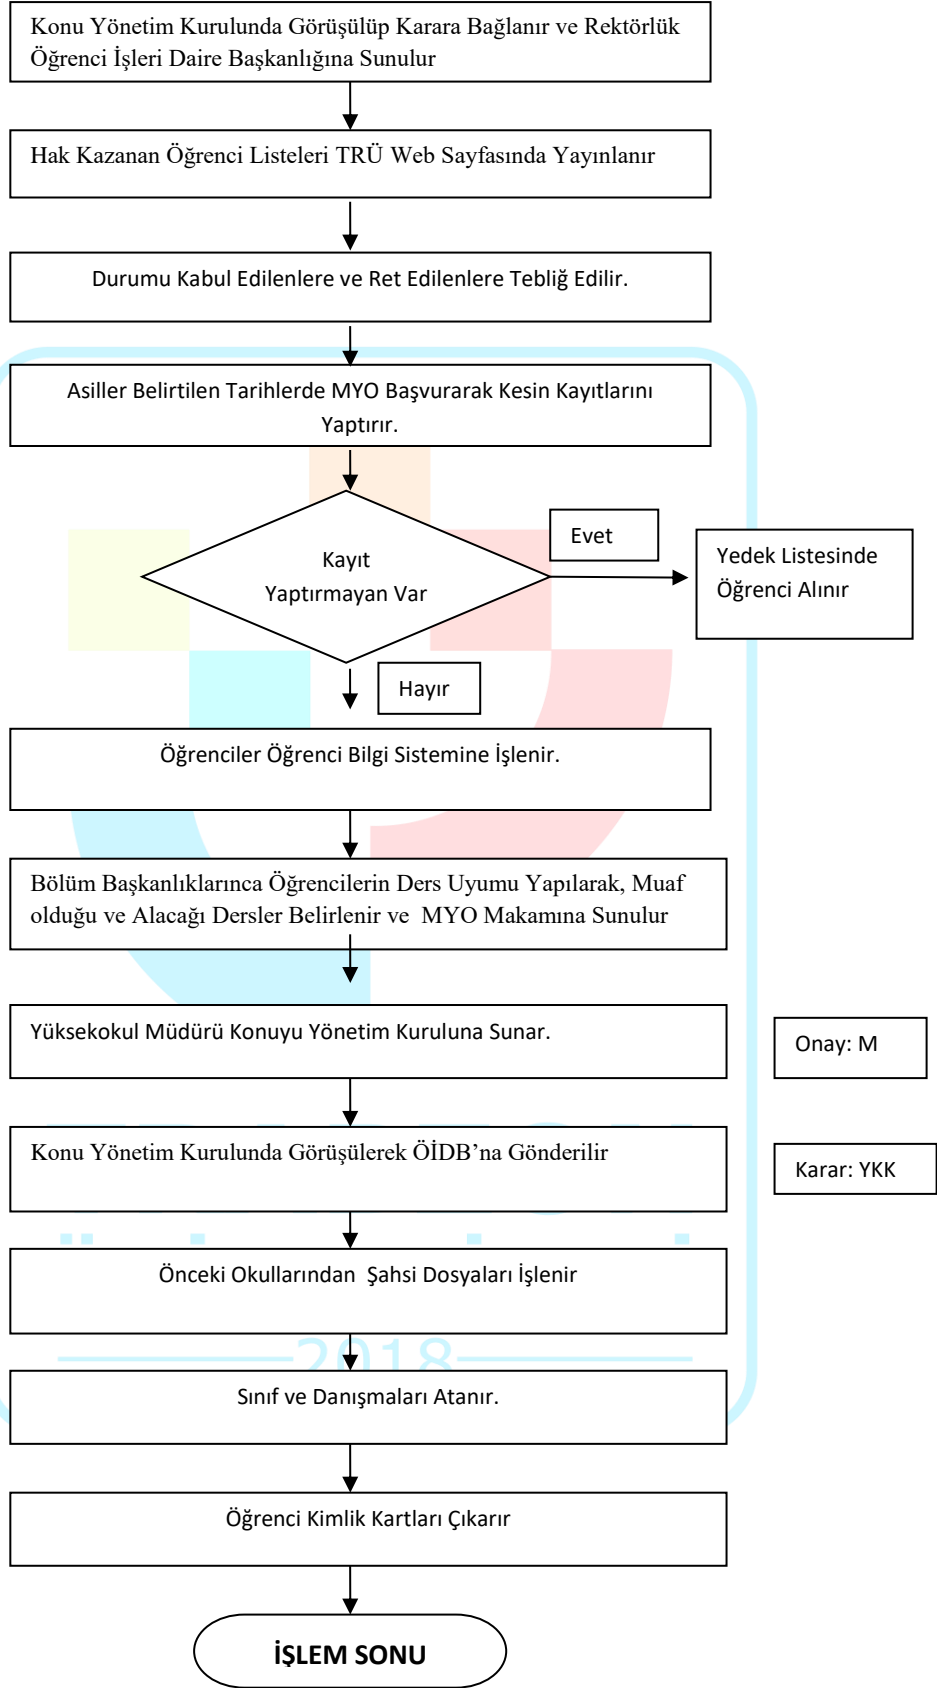 Konu Yönetim Kurulunda Görüşülüp Karara Bağlanır ve Rektörlük
Öğrenci İşleri Daire Başkanlığına Sunulur
Hak Kazanan Öğrenci Listeleri TRÜ Web Sayfasında Yayınlanır
Durumu Kabul Edilenlere ve Ret Edilenlere Tebliğ Edilir.
Asiller Belirtilen Tarihlerde MYO Başvurarak Kesin Kayıtlarını
Yaptırır.
Kayıt
Yaptırmayan Var
Evet
Yedek Listesinde
Öğrenci Alınır
Hayır
Öğrenciler Öğrenci Bilgi Sistemine İşlenir.
Bölüm Başkanlıklarınca Öğrencilerin Ders Uyumu Yapılarak, Muaf
olduğu ve Alacağı Dersler Belirlenir ve MYO Makamına Sunulur
Yüksekokul Müdürü Konuyu Yönetim Kuruluna Sunar.
Onay: M
Konu Yönetim Kurulunda Görüşülerek ÖİDB’na Gönderilir
Karar: YKK
Önceki Okullarından Şahsi Dosyaları İşlenir
2018
Sınıf ve Danışmaları Atanır.
Öğrenci Kimlik Kartları Çıkarır
İŞLEM SONU